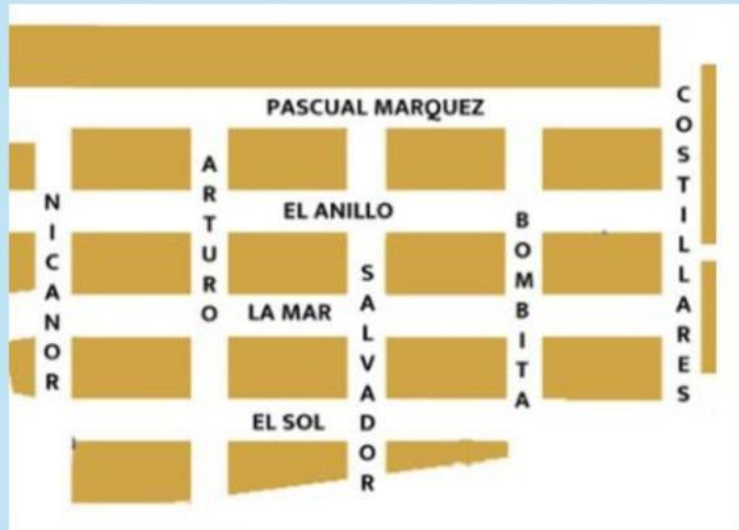 PASCUAL MARQUEZ
COSTILLARES
ARTURO
NICANOR
EL ANILLO
BOMBITA
SALVADOR
LA MAR
EL SOL